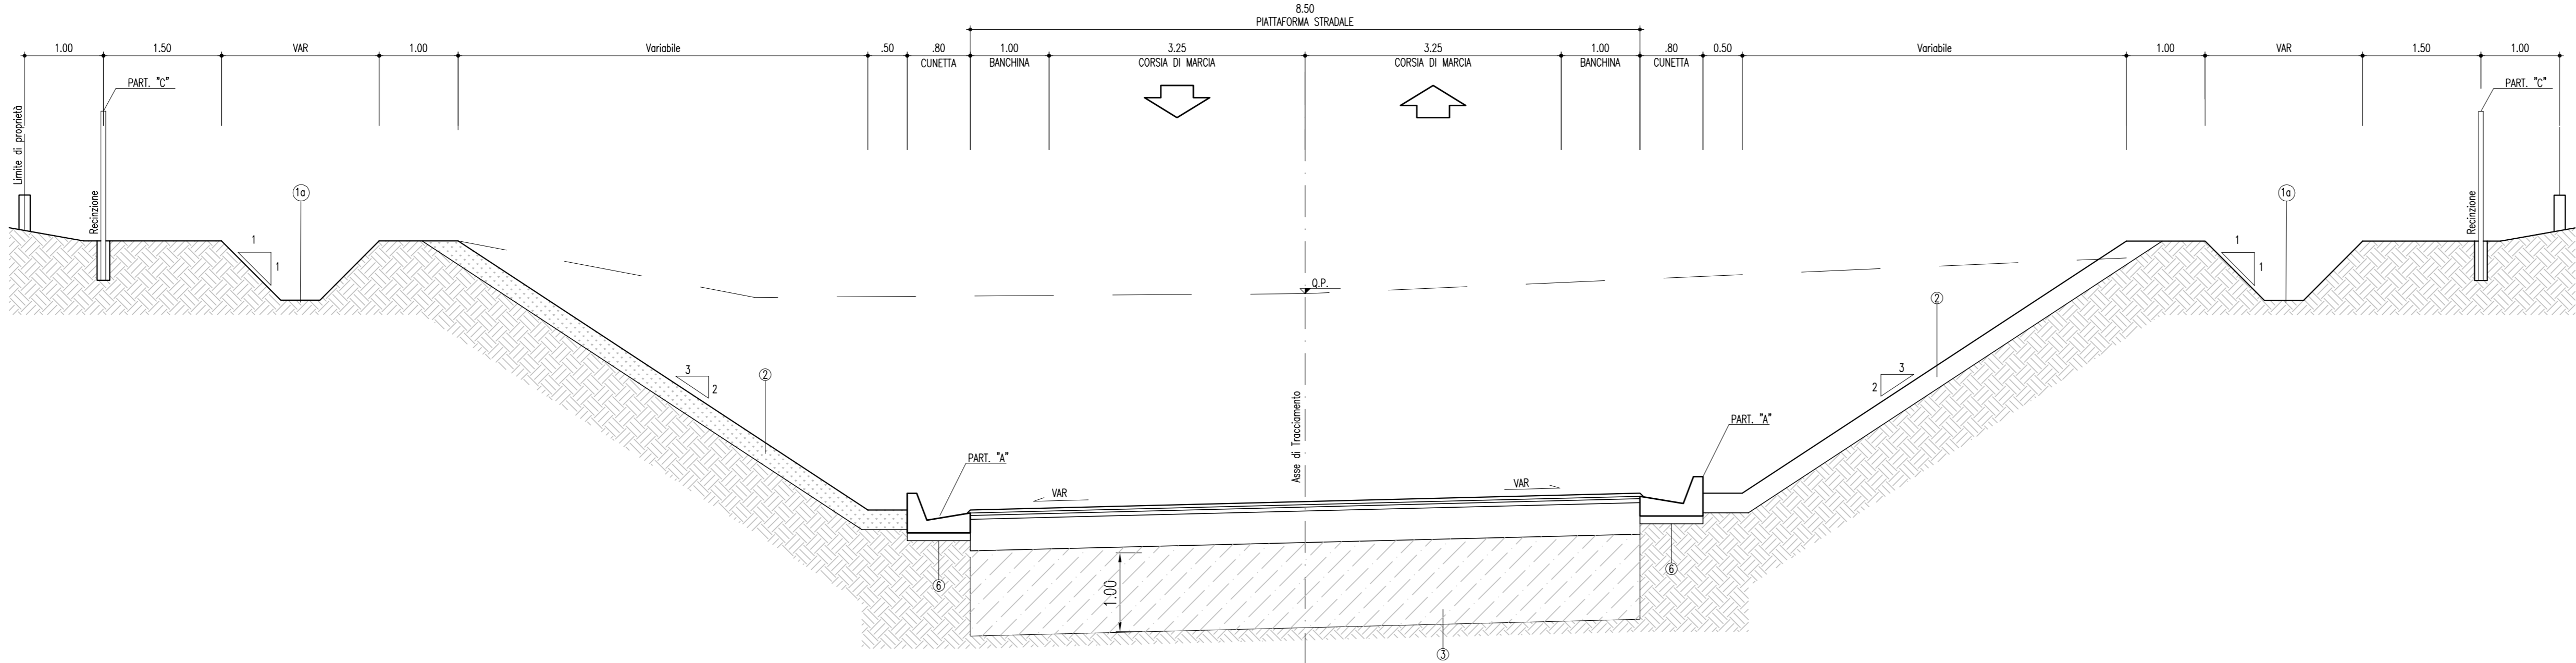 8.50
PIATTAFORMA STRADALE
1.00 1.50 VAR 1.00 Variabile .50 .80 1.00 3.25 3.25 1.00 .80 0.50 Variabile 1.00 VAR 1.50 1.00
CUNETTA BANCHINA CORSIA DI MARCIA CORSIA DI MARCIA BANCHINA CUNETTA
PART. "C" PART. "C"
Limite di proprietà
Recinzione
1a 1a
Recinzione
1 1
1 1
Q.P.
2
3 2
2
3
2
Asse di Tracciamento
PART. "A"
PART. "A"
VAR VAR
6 6
1.00
3